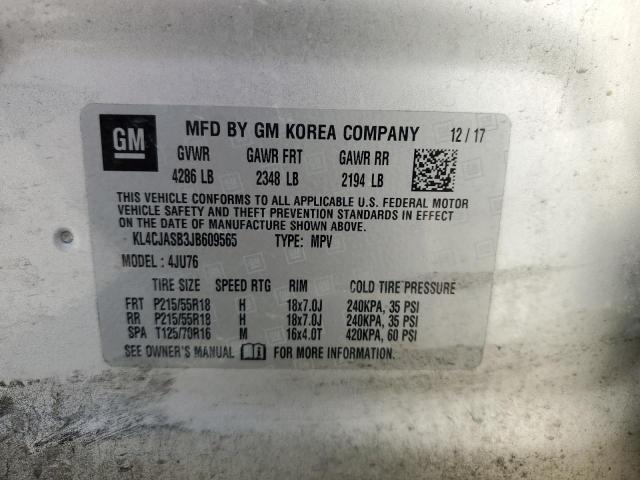 GM MFD BY GM KOREA COMPANY 12/17
GVWR GAWR FRT GAWR RR
4286 LB 2348 LB 2194 LB
THIS VEHICLE CONFORMS TO ALL APPLICABLE U.S. FEDERAL MOTOR
VEHICLE SAFETY AND THEFT PREVENTION STANDARDS IN EFFECT ON
THE DATE OF MANUFACTURE SHOWN ABOVE.
KL4CJASB3JB609565 TYPE: MPV
MODEL: 4JU76
TIRE SIZE SPEED RTG RIM COLD TIRE PRESSURE
FRT P215/55R18 H 18x7.0J 240KPA, 35 PSI
RR P215/55R18 H 18x7.0J 240KPA, 35 PSI
SPA T125/70R16 M 16x4.0T 420KPA, 60 PSI
SEE OWNER'S MANUAL FOR MORE INFORMATION.